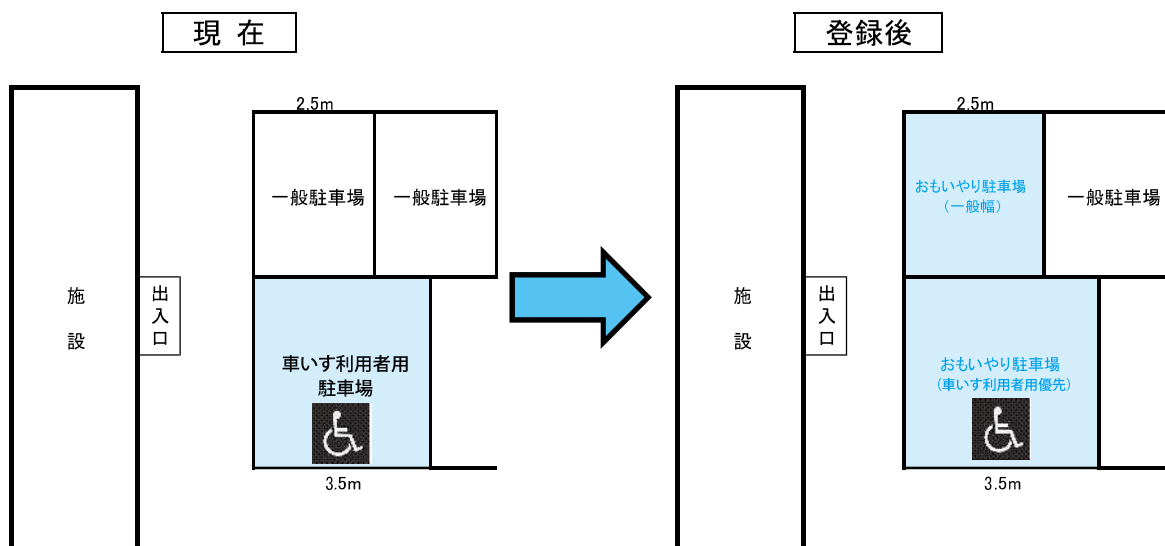 現 在
登録後
2.5m
一般駐車場
一般駐車場
施
設
出
入
口
車いす利用者用
駐車場
3.5m
2.5m
おもいやり駐車場
（一般幅）
一般駐車場
施
設
出
入
口
おもいやり駐車場
（車いす利用者用優先）
3.5m